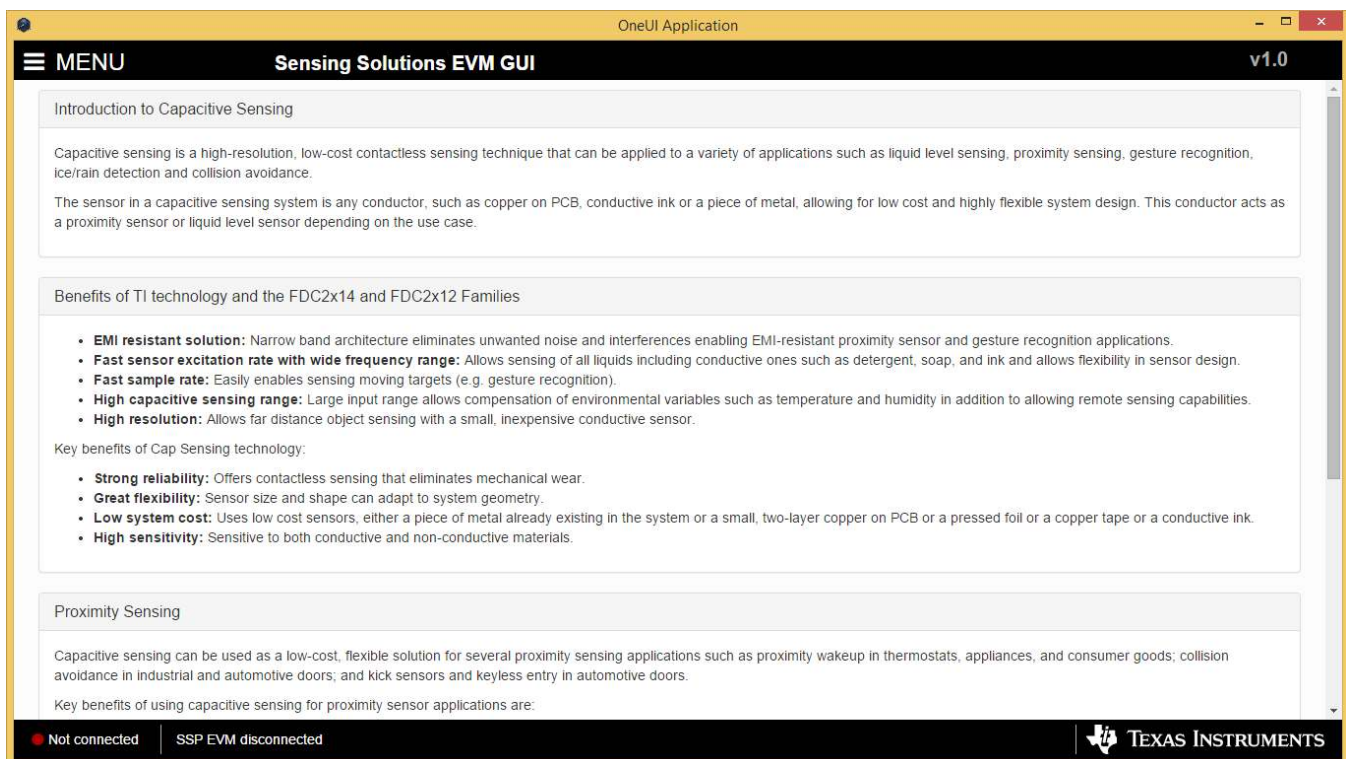 OneUI Application
MENU
Sensing Solutions EVM GUI
v1.0
Introduction to Capacitive Sensing
Capacitive sensing is a high-resolution, low-cost contactless sensing technique that can be applied to a variety of applications such as liquid level sensing, proximity sensing, gesture recognition,
ice/rain detection and collision avoidance.
The sensor in a capacitive sensing system is any conductor, such as copper on PCB, conductive ink or a piece of metal, allowing for low cost and highly flexible system design. This conductor acts as
a proximity sensor or liquid level sensor depending on the use case.
Benefits of TI technology and the FDC2x14 and FDC2x12 Families
• EMI resistant solution: Narrow band architecture eliminates unwanted noise and interferences enabling EMI-resistant proximity sensor and gesture recognition applications.
• Fast sensor excitation rate with wide frequency range: Allows sensing of all liquids including conductive ones such as detergent, soap, and ink and allows flexibility in sensor design.
• Fast sample rate: Easily enables sensing moving targets (e.g. gesture recognition).
• High capacitive sensing range: Large input range allows compensation of environmental variables such as temperature and humidity in addition to allowing remote sensing capabilities.
• High resolution: Allows far distance object sensing with a small, inexpensive conductive sensor.
Key benefits of Cap Sensing technology:
• Strong reliability: Offers contactless sensing that eliminates mechanical wear.
• Great flexibility: Sensor size and shape can adapt to system geometry.
• Low system cost: Uses low cost sensors, either a piece of metal already existing in the system or a small, two-layer copper on PCB or a pressed foil or a copper tape or a conductive ink.
• High sensitivity: Sensitive to both conductive and non-conductive materials.
Proximity Sensing
Capacitive sensing can be used as a low-cost, flexible solution for several proximity sensing applications such as proximity wakeup in thermostats, appliances, and consumer goods; collision
avoidance in industrial and automotive doors; and kick sensors and keyless entry in automotive doors.
Key benefits of using capacitive sensing for proximity sensor applications are:
Not connected
SSP EVM disconnected
TEXAS INSTRUMENTS